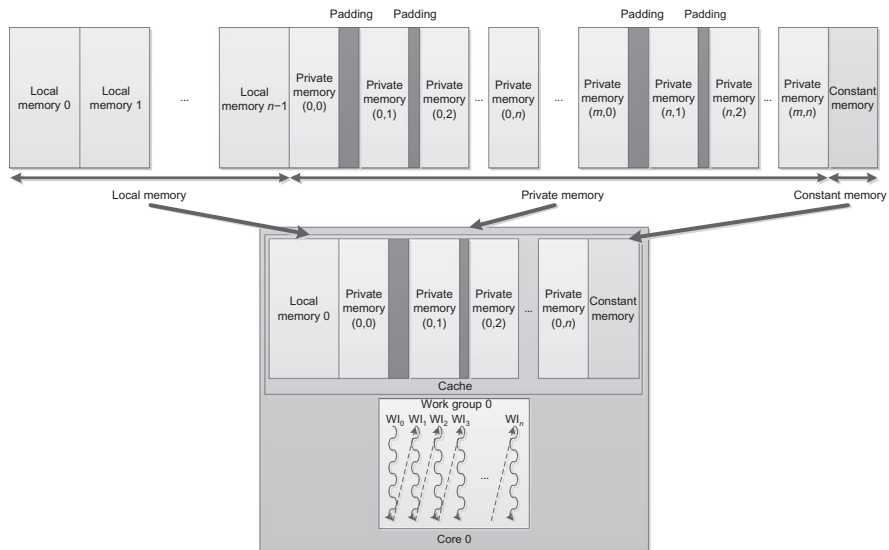 Padding Padding Padding Padding
Local memory 0
Local memory 1
...
Local memory n−1
Private memory (0,0)
Private memory (0,1)
Private memory (0,2)
...
Private memory (0,n)
...
Private memory (m,0)
Private memory (n,1)
Private memory (n,2)
...
Private memory (m,n)
Constant memory
Local memory
Private memory
Constant memory
Local memory 0
Private memory (0,0)
Private memory (0,1)
Private memory (0,2)
...
Private memory (0,n)
Constant memory
Cache
Work group 0
WI0 WI1 WI2 WI3 WIn
...
Core 0